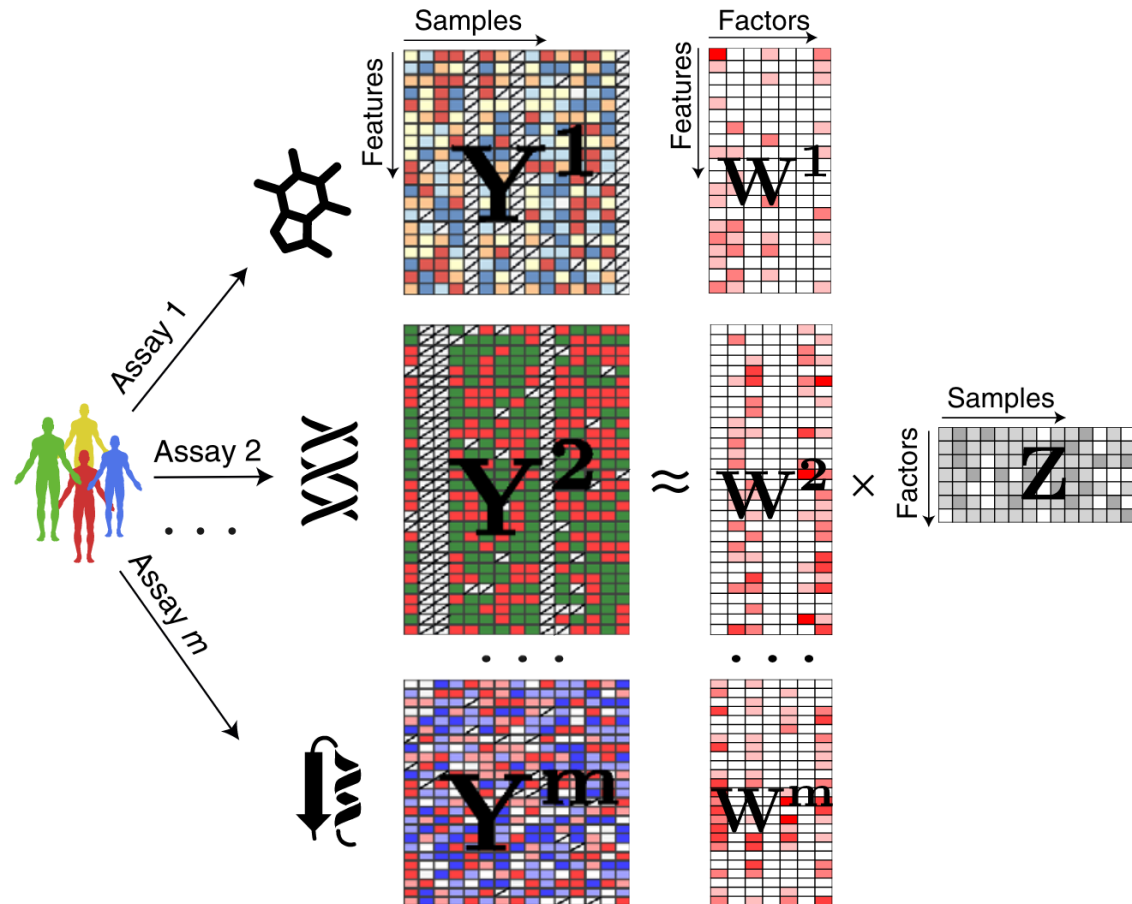 Samples
Factors
Features
Features
Y¹
W¹
Assay 1
Assay 2
. . .
Assay m
Y²
≈
W²
×
Samples
Factors
Z
. . .
. . .
Yᵐ
Wᵐ